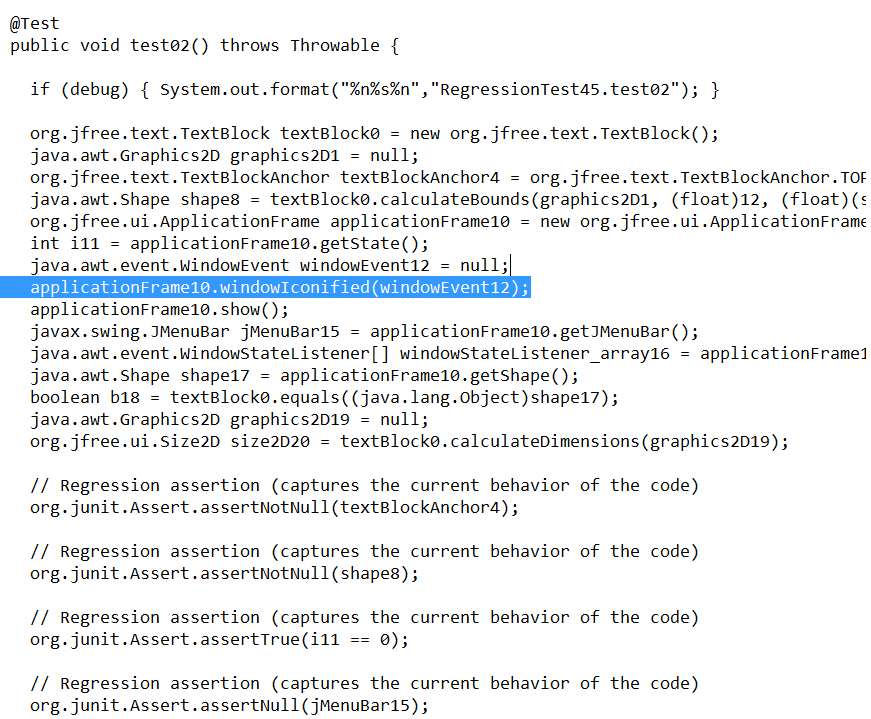 @Test
public void test02() throws Throwable {
if (debug) { System.out.format("%n%s%n","RegressionTest45.test02"); }
org.jfree.text.TextBlock textBlock0 = new org.jfree.text.TextBlock();
java.awt.Graphics2D graphics2D1 = null;
org.jfree.text.TextBlockAnchor textBlockAnchor4 = org.jfree.text.TextBlockAnchor.TOP
java.awt.Shape shape8 = textBlock0.calculateBounds(graphics2D1, (float)12, (float)(s
org.jfree.ui.ApplicationFrame applicationFrame10 = new org.jfree.ui.ApplicationFrame
int i11 = applicationFrame10.getState();
java.awt.event.WindowEvent windowEvent12 = null;
applicationFrame10.windowIconified(windowEvent12);
applicationFrame10.show();
javax.swing.JMenuBar jMenuBar15 = applicationFrame10.getJMenuBar();
java.awt.event.WindowStateListener[] windowStateListener_array16 = applicationFrame1
java.awt.Shape shape17 = applicationFrame10.getShape();
boolean b18 = textBlock0.equals((java.lang.Object)shape17);
java.awt.Graphics2D graphics2D19 = null;
org.jfree.ui.Size2D size2D20 = textBlock0.calculateDimensions(graphics2D19);
// Regression assertion (captures the current behavior of the code)
org.junit.Assert.assertNotNull(textBlockAnchor4);
// Regression assertion (captures the current behavior of the code)
org.junit.Assert.assertNotNull(shape8);
// Regression assertion (captures the current behavior of the code)
org.junit.Assert.assertTrue(i11 == 0);
// Regression assertion (captures the current behavior of the code)
org.junit.Assert.assertNull(jMenuBar15);